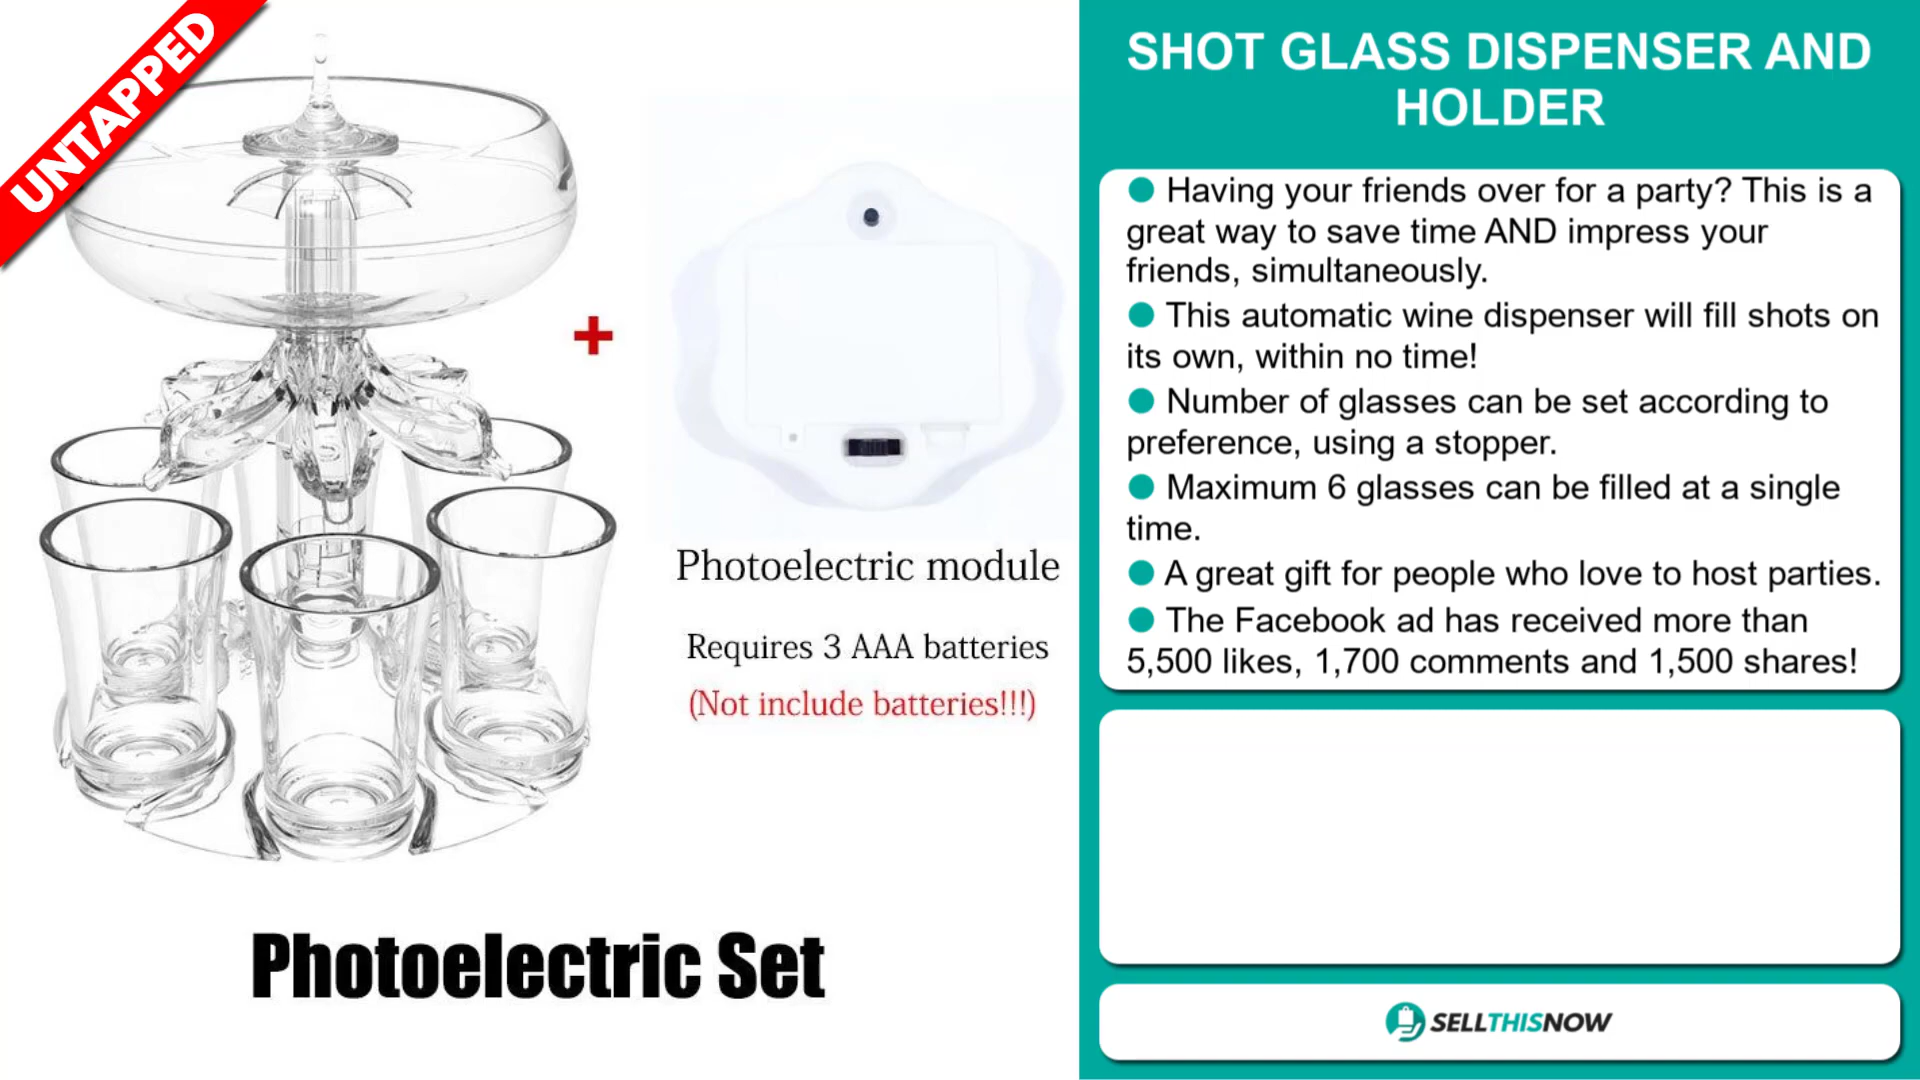 UNTAPPED
Photoelectric module
Requires 3 AAA batteries
(Not include batteries!!!)
Photoelectric Set
SHOT GLASS DISPENSER AND
HOLDER
● Having your friends over for a party? This is a
great way to save time AND impress your
friends, simultaneously.
● This automatic wine dispenser will fill shots on
its own, within no time!
● Number of glasses can be set according to
preference, using a stopper.
● Maximum 6 glasses can be filled at a single
time.
● A great gift for people who love to host parties.
● The Facebook ad has received more than
5,500 likes, 1,700 comments and 1,500 shares!
SELLTHISNOW